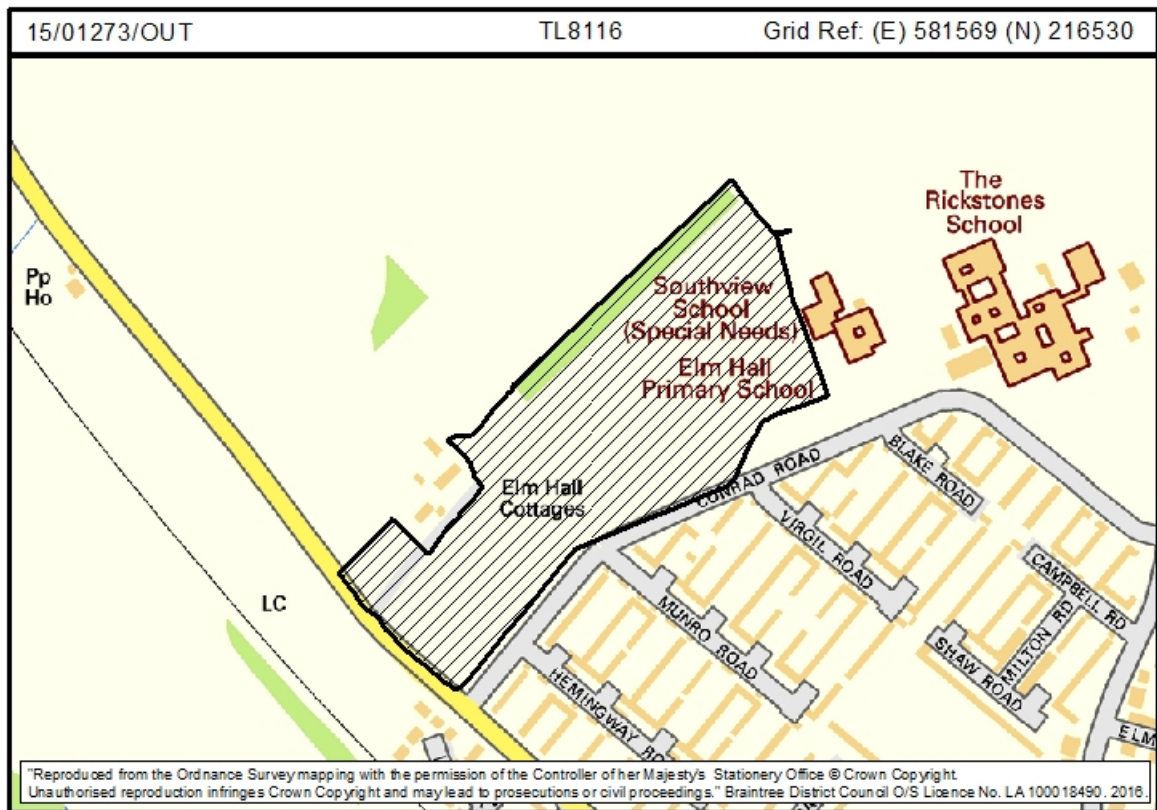 15/01273/OUT TL8116 Grid Ref: (E) 581569 (N) 216530
The
Rickstones
School
Pp
Ho
Southview
School
(Special Needs)
Elm Hall
Primary School
Elm Hall
Cottages
CONRAD ROAD
BLAKE ROAD
VIRGIL ROAD
CAMPBELL RD
MILTON RD
LC
MUNRO ROAD
SHAW ROAD
HEMINGWAY RD
ELM
"Reproduced from the Ordnance Survey mapping with the permission of the Controller of her Majesty's Stationery Office © Crown Copyright.
Unauthorised reproduction infringes Crown Copyright and may lead to prosecutions or civil proceedings." Braintree District Council O/S Licence No. LA 100018490. 2016.